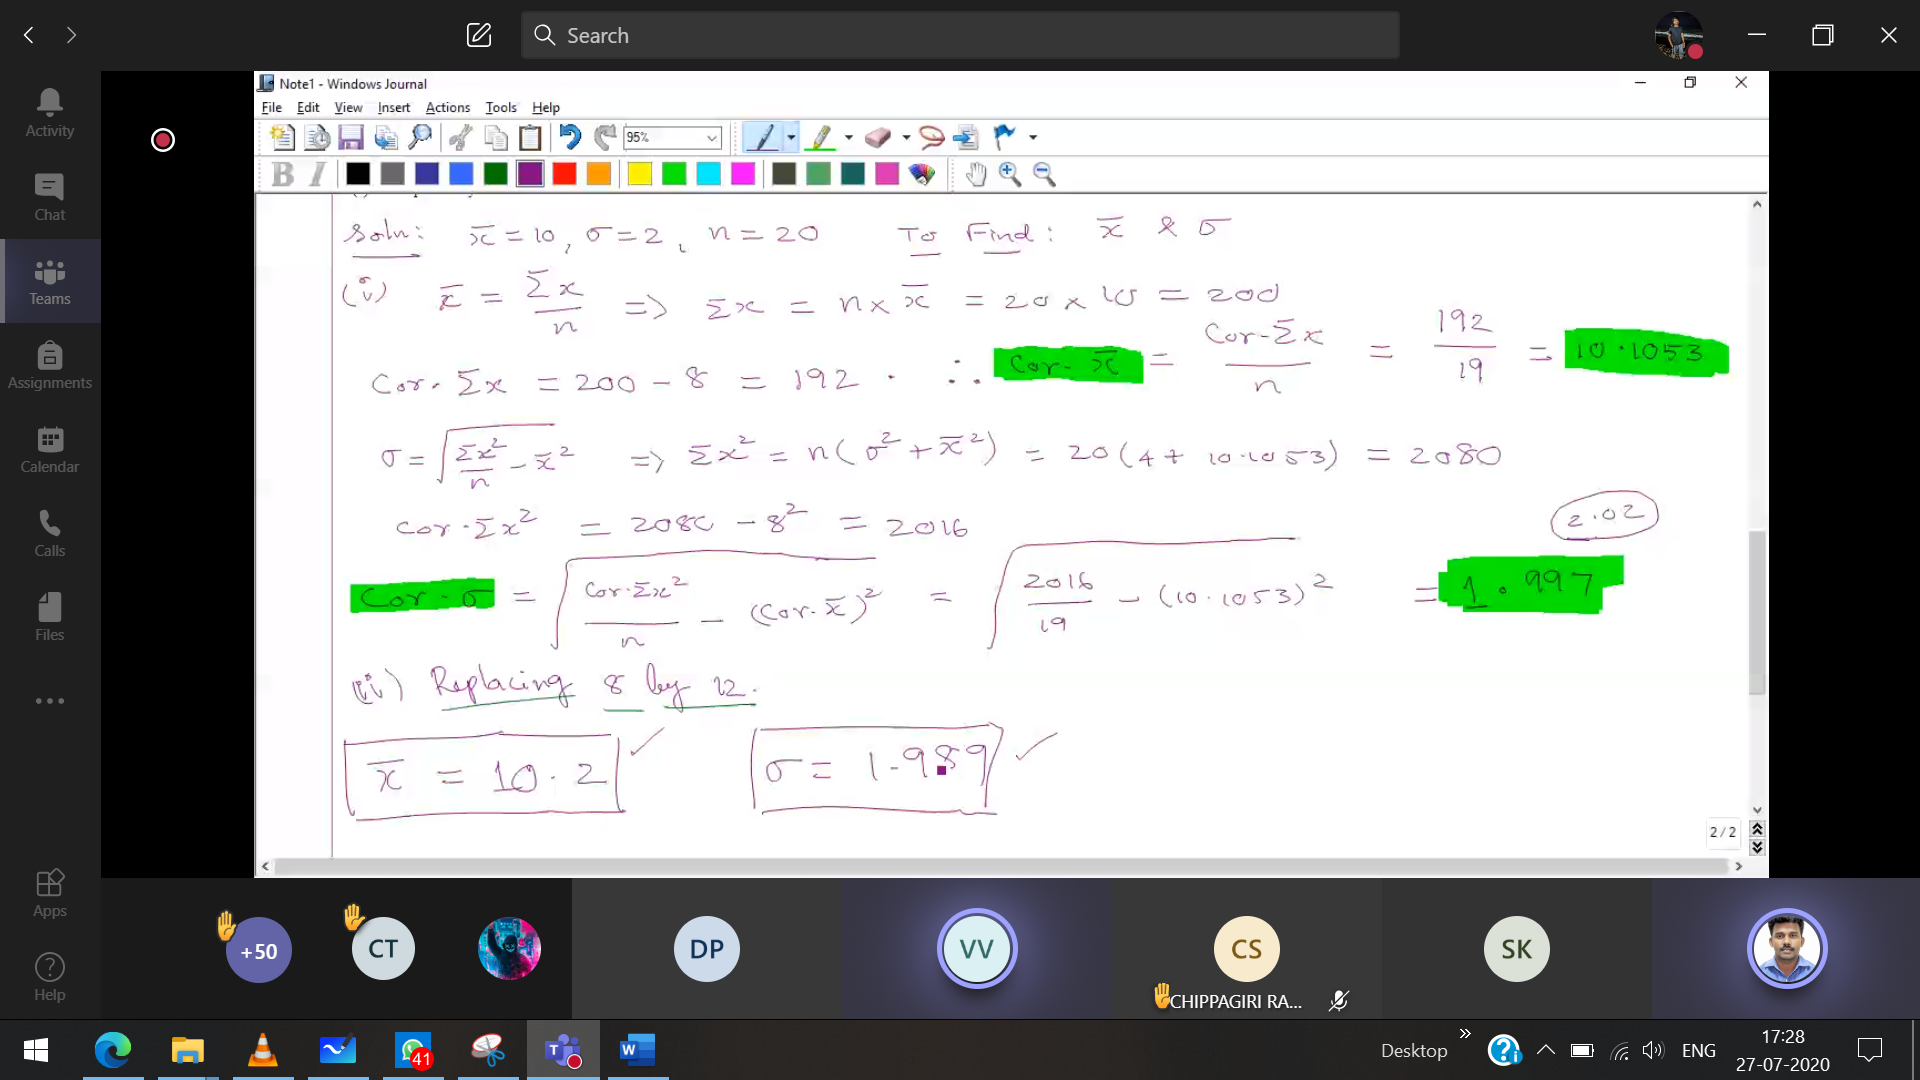 Search
Activity
Chat
Teams
Assignments
Calendar
Calls
Files
Apps
Help
Note1 - Windows Journal
File Edit View Insert Actions Tools Help
95%
B I
Soln: x̄ = 10, σ = 2, n = 20 To Find: x̄ & σ
(i) x̄ = Σx/n => Σx = n × x̄ = 20 × 10 = 200
Cor. Σx = 200 - 8 = 192 . ∴ Cor. x̄ = Cor-Σx/n = 192/19 = 10.1053
σ = √(Σx²/n - x̄²) => Σx² = n(σ² + x̄²) = 20(4 + 10.1053) = 2080
Cor. Σx² = 2080 - 8² = 2016
2.02
Cor. σ = √(Cor.Σx²/n - (Cor. x̄)²) = √(2016/19 - (10.1053)²) = 1.997
(ii) Replacing 8 by 12.
x̄ = 10.2 ✓ σ = 1.989 ✓
2 / 2
+50
CT
DP
VV
CS
CHIPPAGIRI RA...
SK
41
Desktop
ENG
17:28
27-07-2020